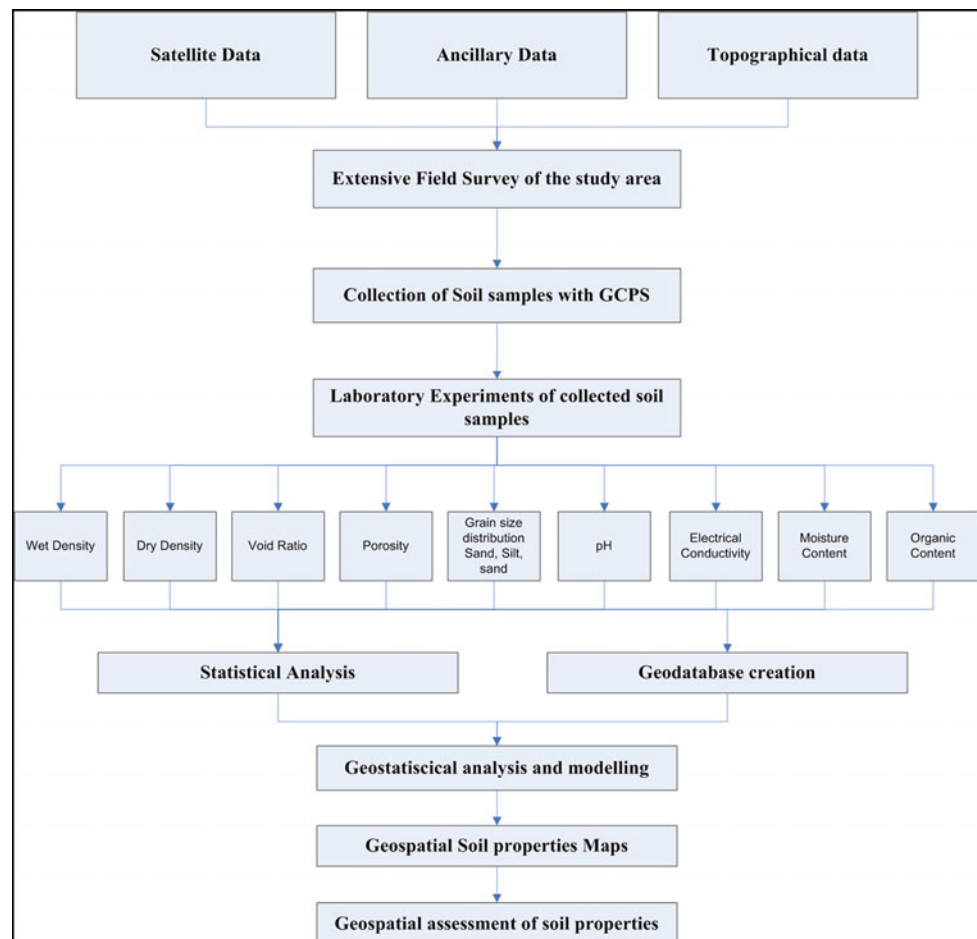 Satellite Data
Ancillary Data
Topographical data
Extensive Field Survey of the study area
Collection of Soil samples with GCPS
Laboratory Experiments of collected soil
samples
Wet Density
Dry Density
Void Ratio
Porosity
Grain size
distribution
Sand, Silt,
sand
pH
Electrical
Conductivity
Moisture
Content
Organic
Content
Statistical Analysis
Geodatabase creation
Geostatiscical analysis and modelling
Geospatial Soil properties Maps
Geospatial assessment of soil properties